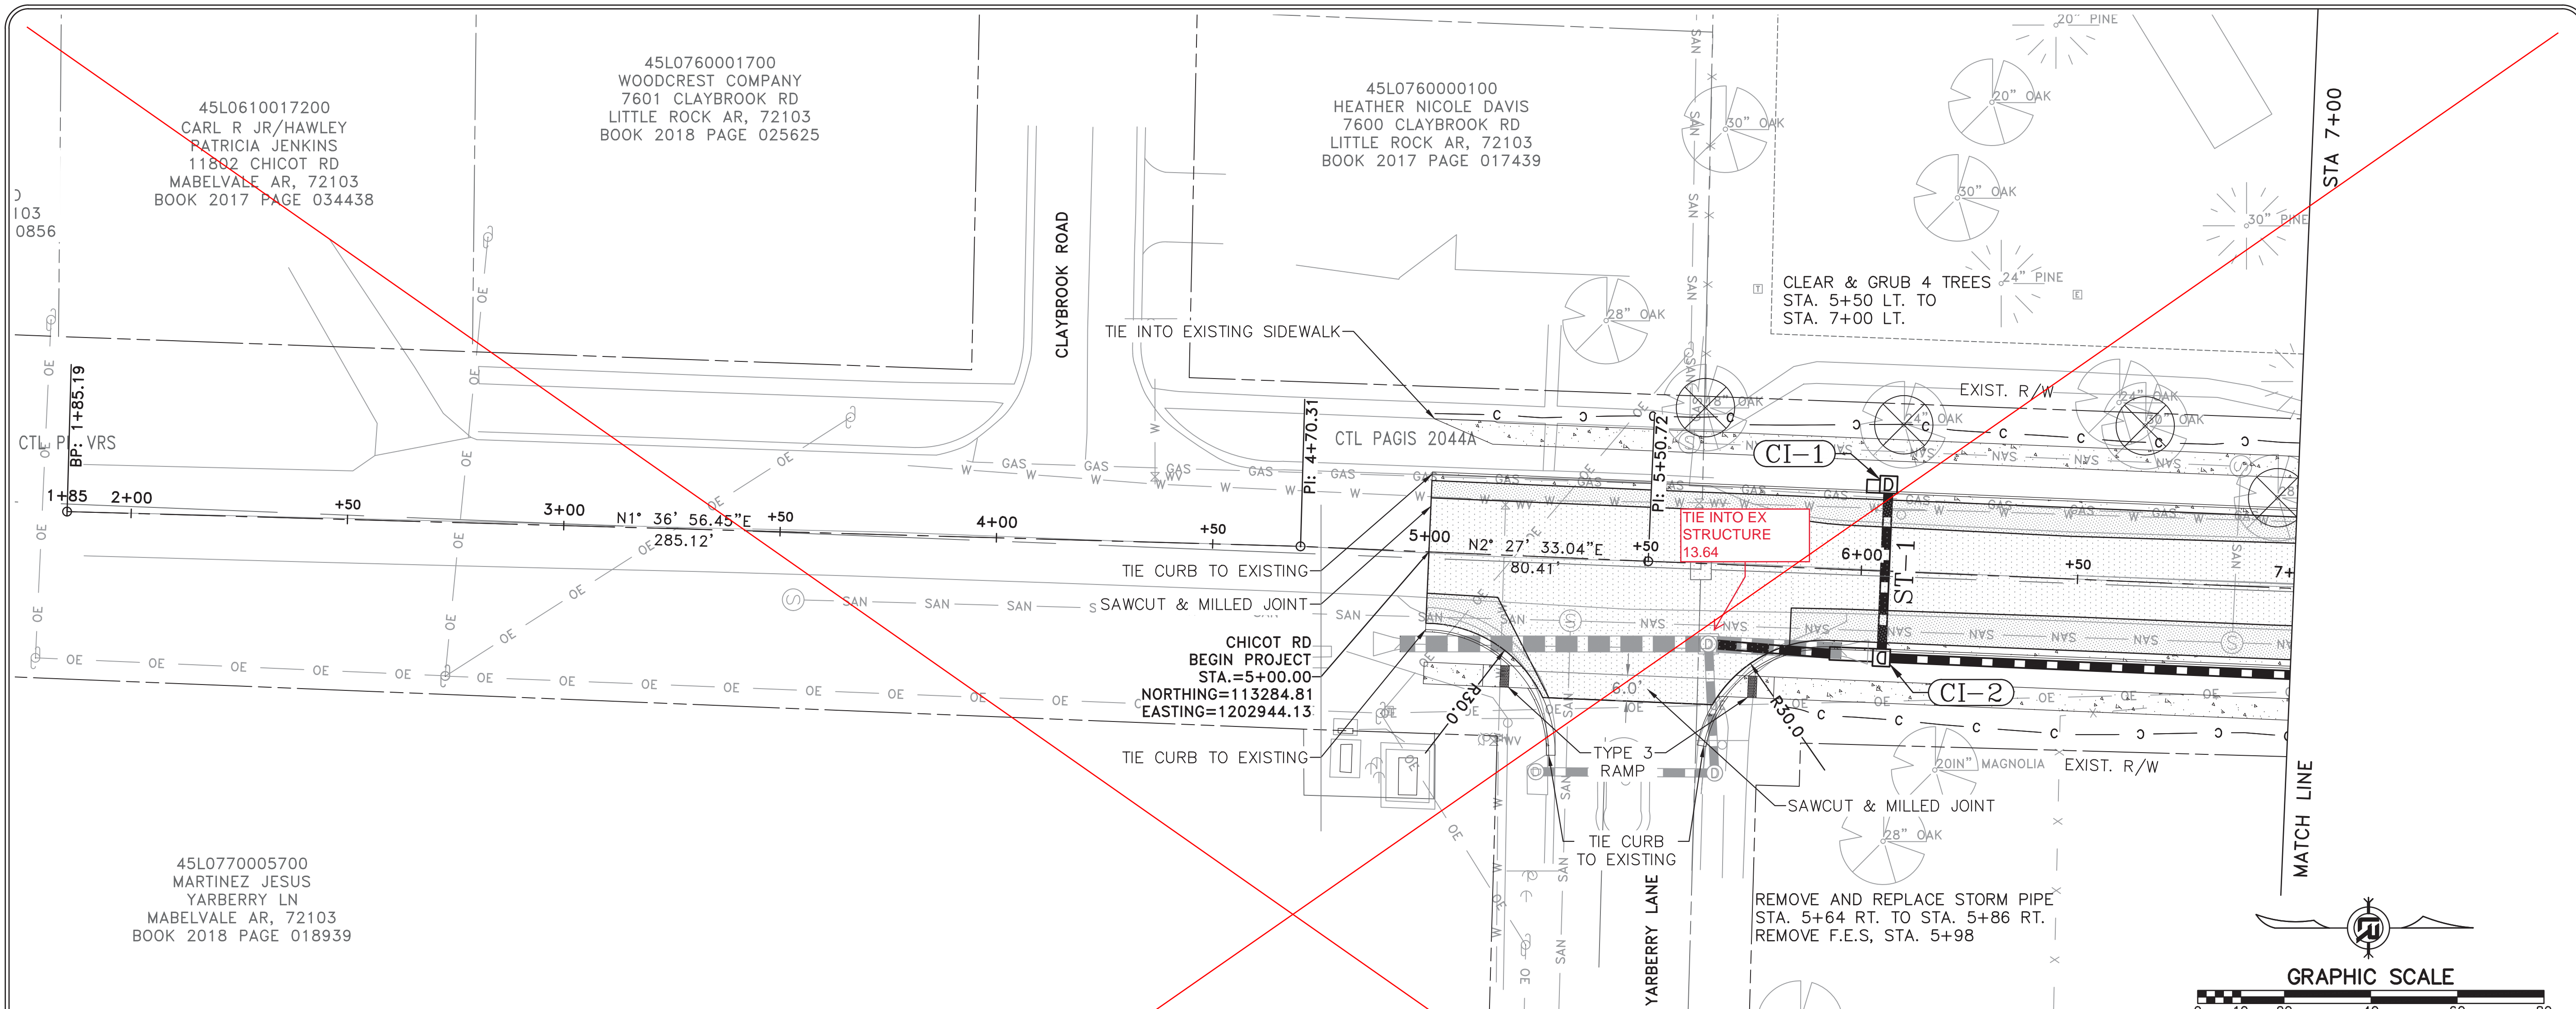 45L0610017200
CARL R JR/HAWLEY
PATRICIA JENKINS
11802 CHICOT RD
MABELVALE AR, 72103
BOOK 2017 PAGE 034438
45L0760001700
WOODCREST COMPANY
7601 CLAYBROOK RD
LITTLE ROCK AR, 72103
BOOK 2018 PAGE 025625
45L0760000100
HEATHER NICOLE DAVIS
7600 CLAYBROOK RD
LITTLE ROCK AR, 72103
BOOK 2017 PAGE 017439
103
0856
CLAYBROOK ROAD
20" PINE
20" OAK
30" OAK
30" OAK
30" PINE
24" PINE
28" OAK
STA 7+00
CLEAR & GRUB 4 TREES
STA. 5+50 LT. TO
STA. 7+00 LT.
TIE INTO EXISTING SIDEWALK
EXIST. R/W
24" OAK
24" OAK
30" OAK
BP: 1+85.19
PI: 4+70.31
PI: 5+50.72
CTL PAGIS 2044A
CI-1
1+85
2+00
+50
3+00
+50
4+00
+50
5+00
+50
6+00
+50
7+
N1° 36' 56.45"E
285.12'
N2° 27' 33.04"E
80.41'
TIE INTO EX
STRUCTURE
13.64
ST-1
TIE CURB TO EXISTING
SAWCUT & MILLED JOINT
CHICOT RD
BEGIN PROJECT
STA.=5+00.00
NORTHING=113284.81
EASTING=1202944.13
TIE CURB TO EXISTING
R30.0
6.0'
R30.0
CI-2
TYPE 3
RAMP
20IN" MAGNOLIA
EXIST. R/W
SAWCUT & MILLED JOINT
28" OAK
TIE CURB
TO EXISTING
YARBERRY LANE
MATCH LINE
45L0770005700
MARTINEZ JESUS
YARBERRY LN
MABELVALE AR, 72103
BOOK 2018 PAGE 018939
REMOVE AND REPLACE STORM PIPE
STA. 5+64 RT. TO STA. 5+86 RT.
REMOVE F.E.S, STA. 5+98
GRAPHIC SCALE